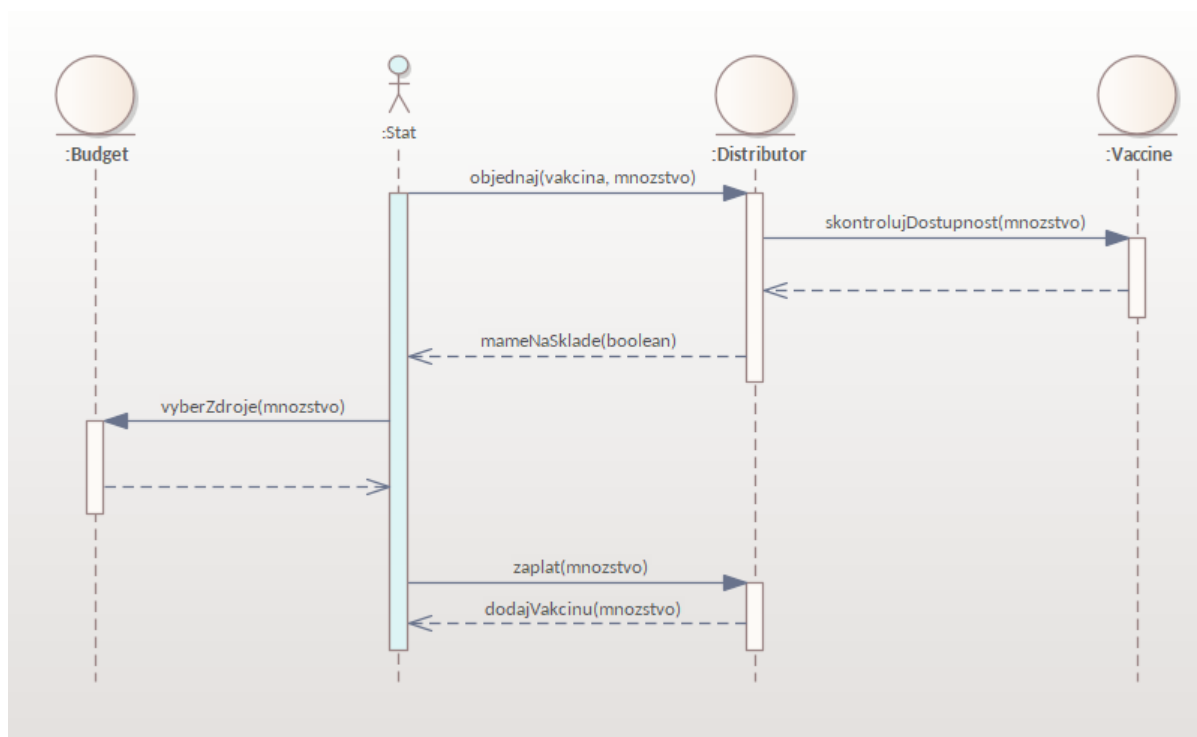 :Budget
:Stat
:Distributor
:Vaccine
objednaj(vakcina, mnozstvo)
skontrolujDostupnost(mnozstvo)
mameNaSklade(boolean)
vyberZdroje(mnozstvo)
zaplat(mnozstvo)
dodajVakcinu(mnozstvo)